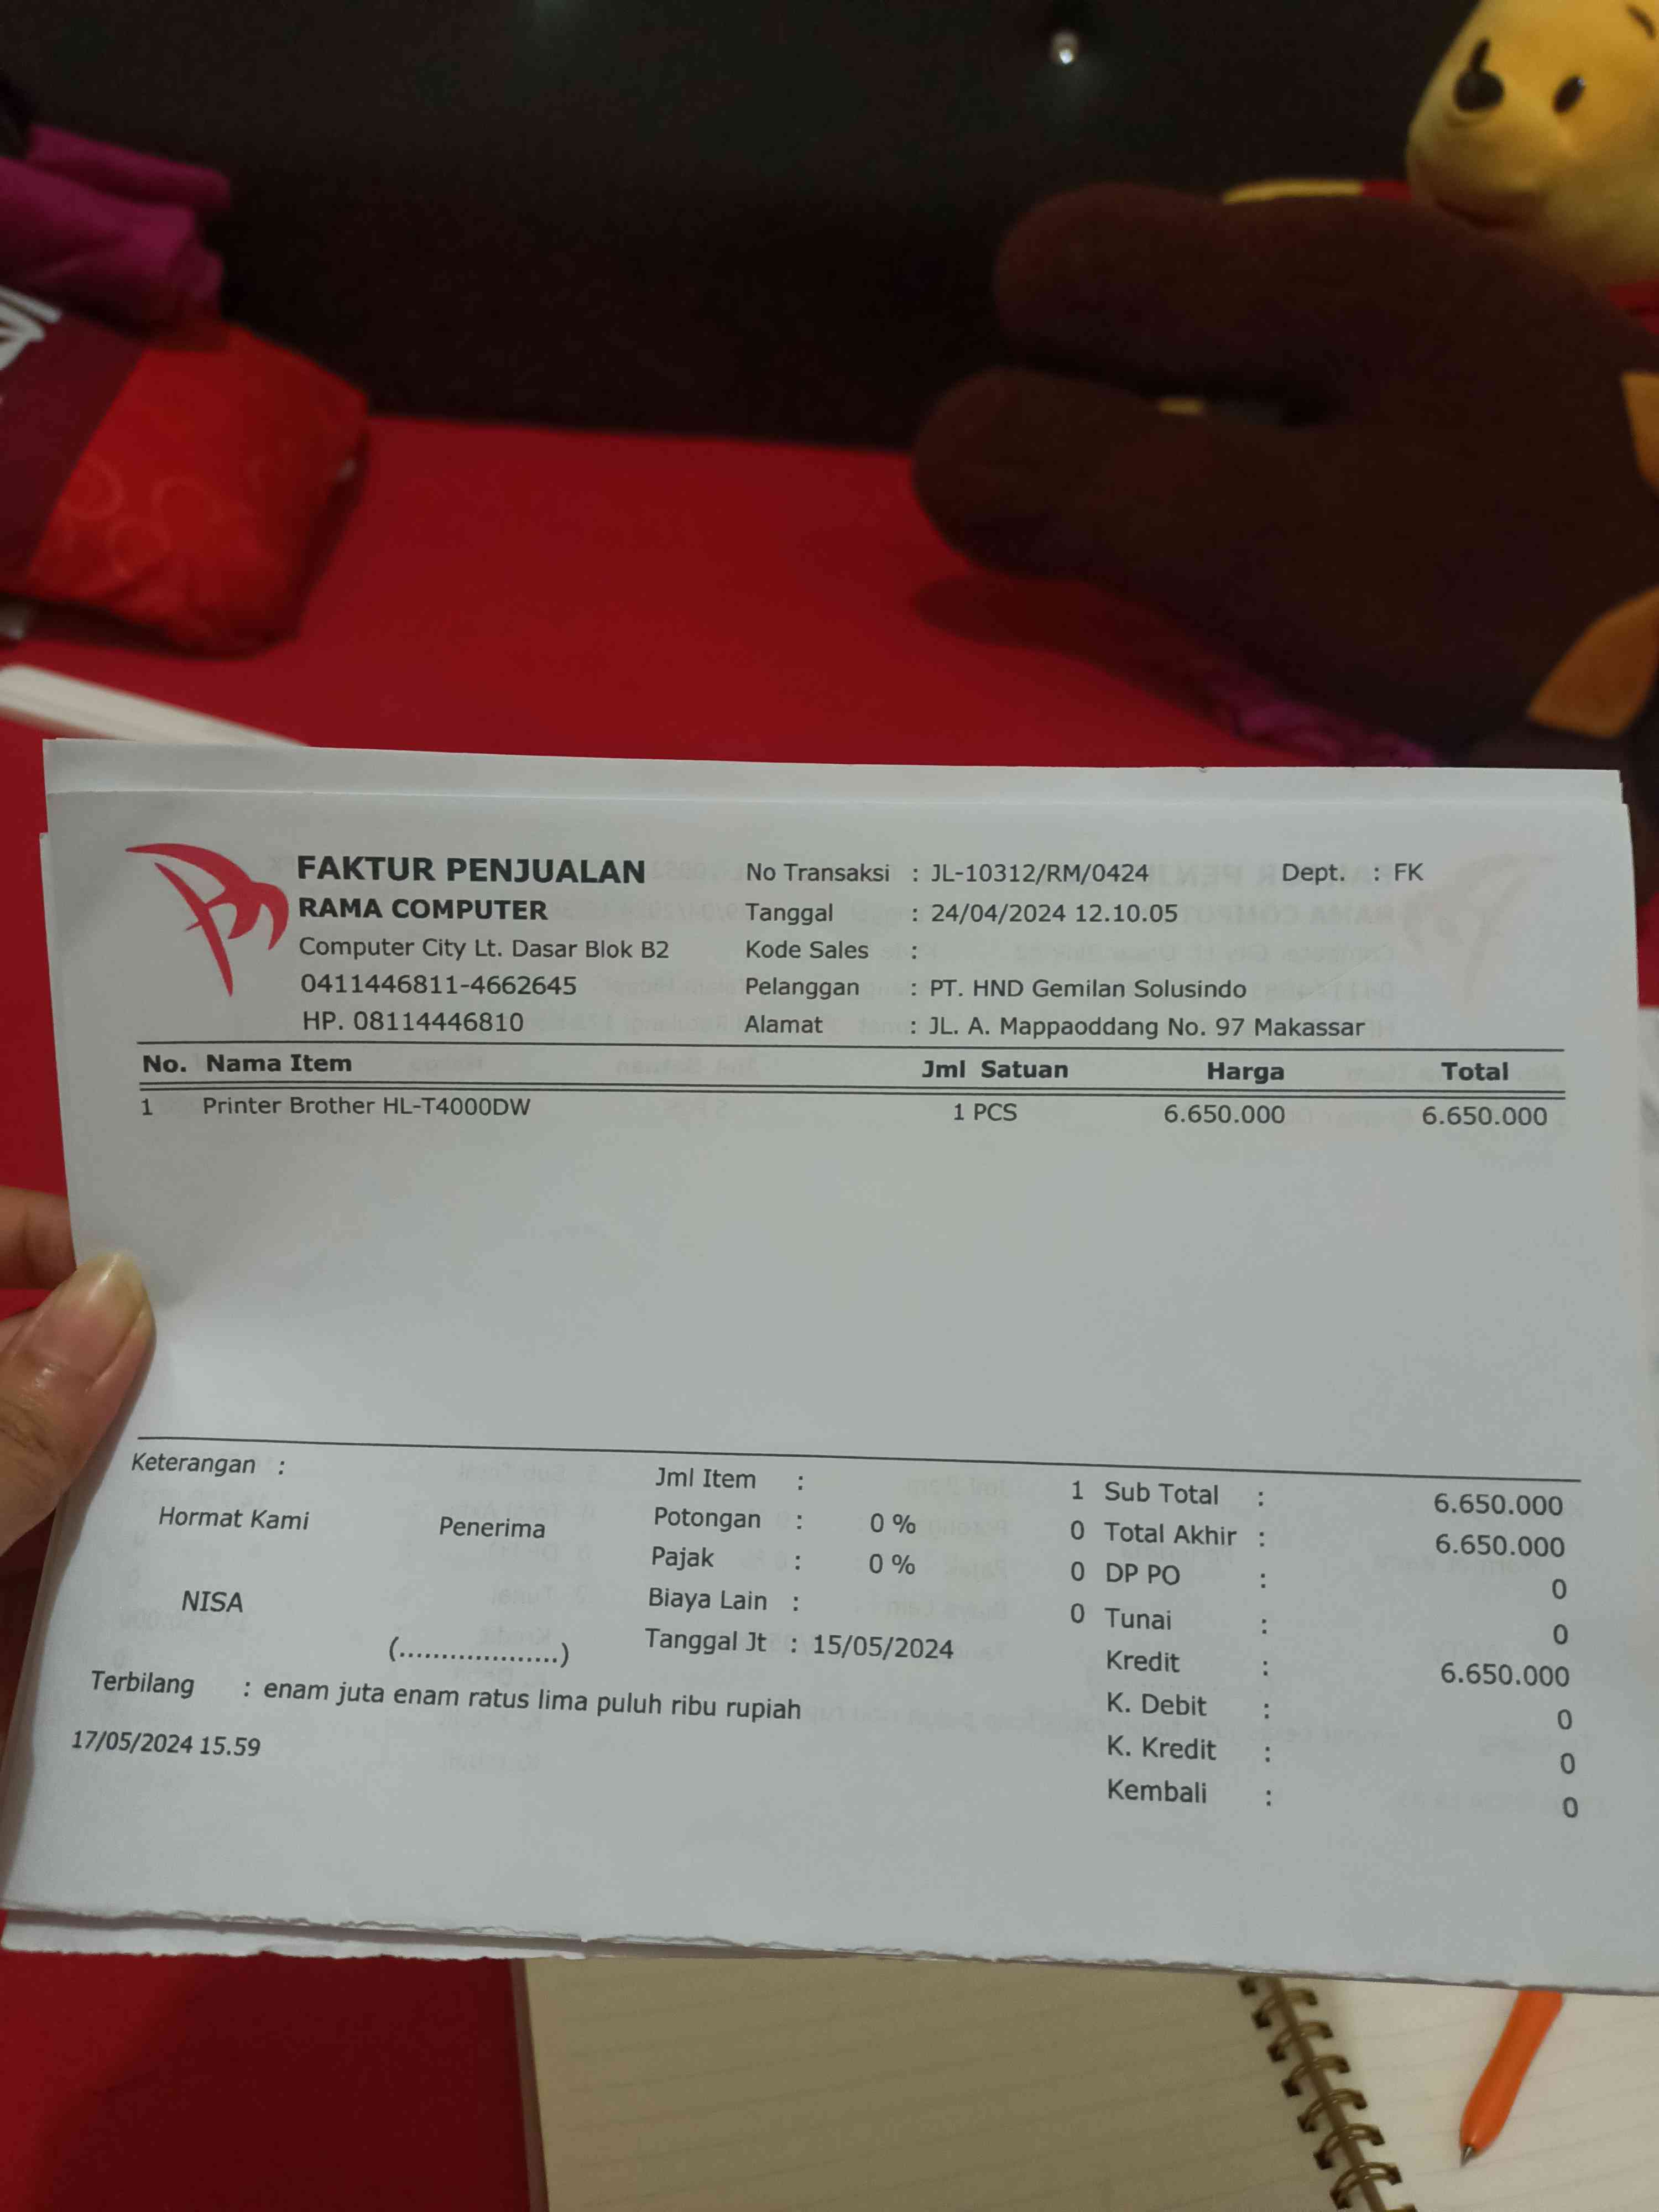 FAKTUR PENJUALAN
RAMA COMPUTER
Computer City Lt. Dasar Blok B2
0411446811-4662645
HP. 08114446810
No Transaksi : JL-10312/RM/0424 Dept. : FK
Tanggal : 24/04/2024 12.10.05
Kode Sales :
Pelanggan : PT. HND Gemilan Solusindo
Alamat : JL. A. Mappaoddang No. 97 Makassar
No. Nama Item Jml Satuan Harga Total
1 Printer Brother HL-T4000DW 1 PCS 6.650.000 6.650.000
Keterangan :
Hormat Kami Penerima
NISA
(...................)
Jml Item : 1
Potongan : 0 % 0
Pajak : 0 % 0
Biaya Lain : 0
Tanggal Jt : 15/05/2024
Sub Total : 6.650.000
Total Akhir : 6.650.000
DP PO : 0
Tunai : 0
Kredit : 6.650.000
K. Debit : 0
K. Kredit : 0
Kembali : 0
Terbilang : enam juta enam ratus lima puluh ribu rupiah
17/05/2024 15.59